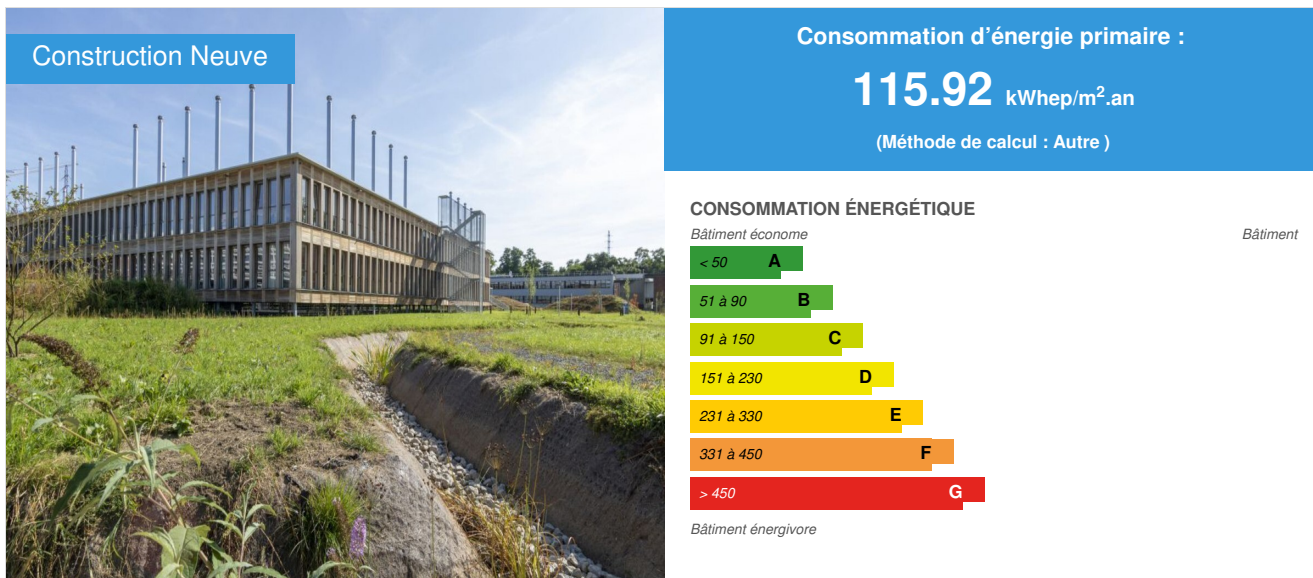 Construction Neuve
Consommation d'énergie primaire :
115.92 kWhep/m².an
(Méthode de calcul : Autre )
CONSOMMATION ÉNERGÉTIQUE
Bâtiment économe
Bâtiment
< 50 A
51 à 90 B
91 à 150 C
151 à 230 D
231 à 330 E
331 à 450 F
> 450 G
Bâtiment énergivore